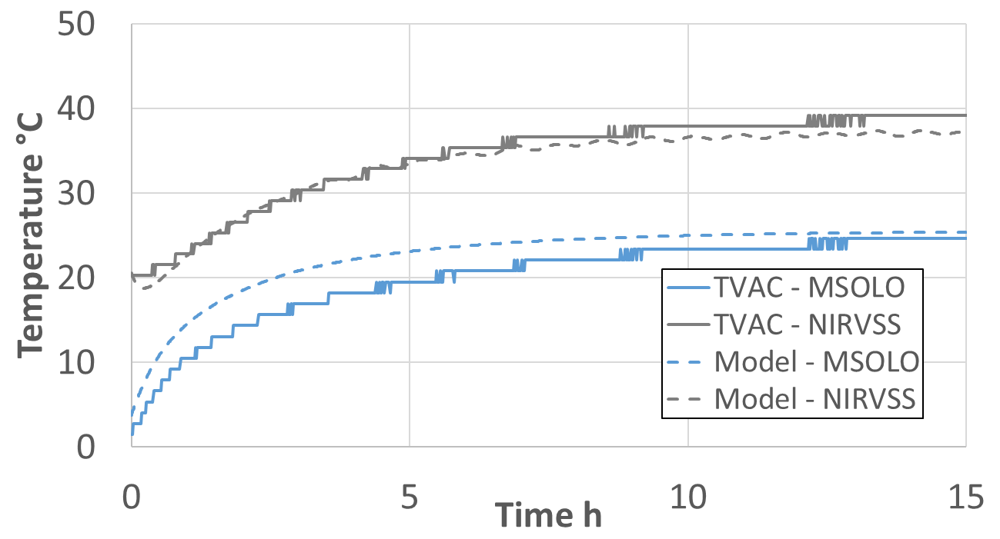 50
40
30
20
10
0
Temperature °C
0
5
10
15
Time h
TVAC - MSOLO
TVAC - NIRVSS
Model - MSOLO
Model - NIRVSS